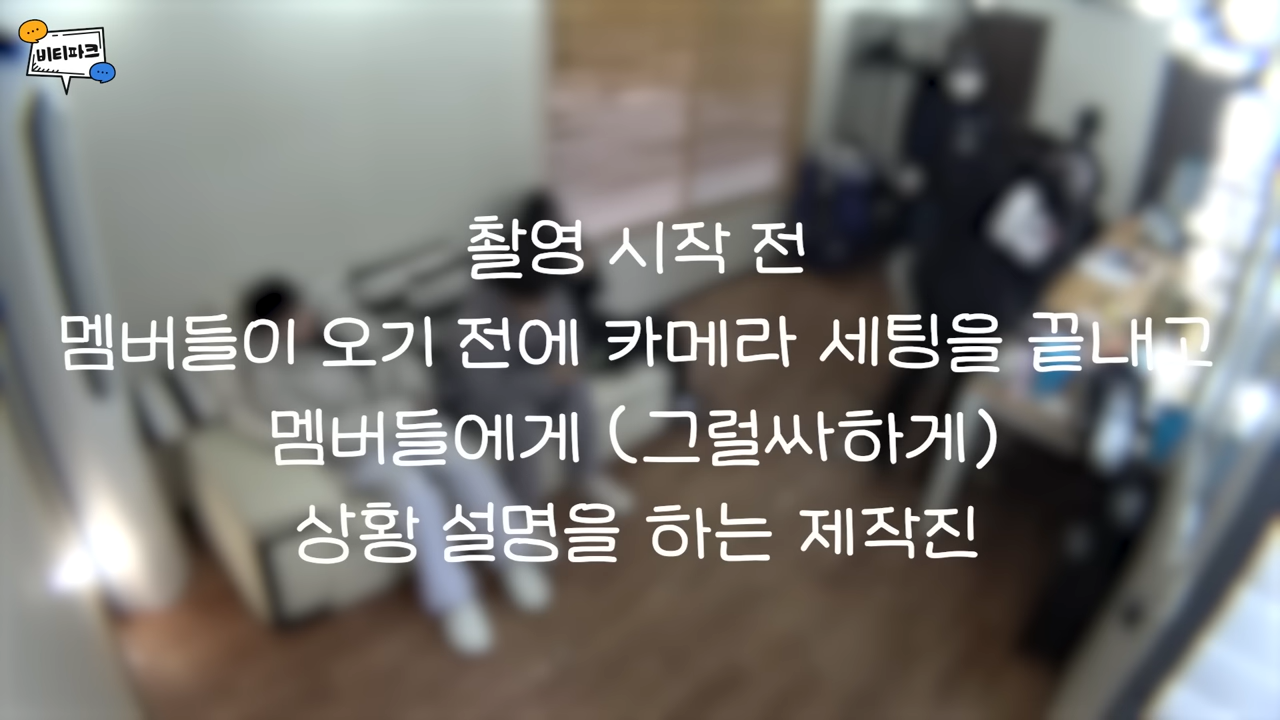 비티파크
촬영 시작 전
멤버들이 오기 전에 카메라 세팅을 끝내고
멤버들에게 (그럴싸하게)
상황 설명을 하는 제작진